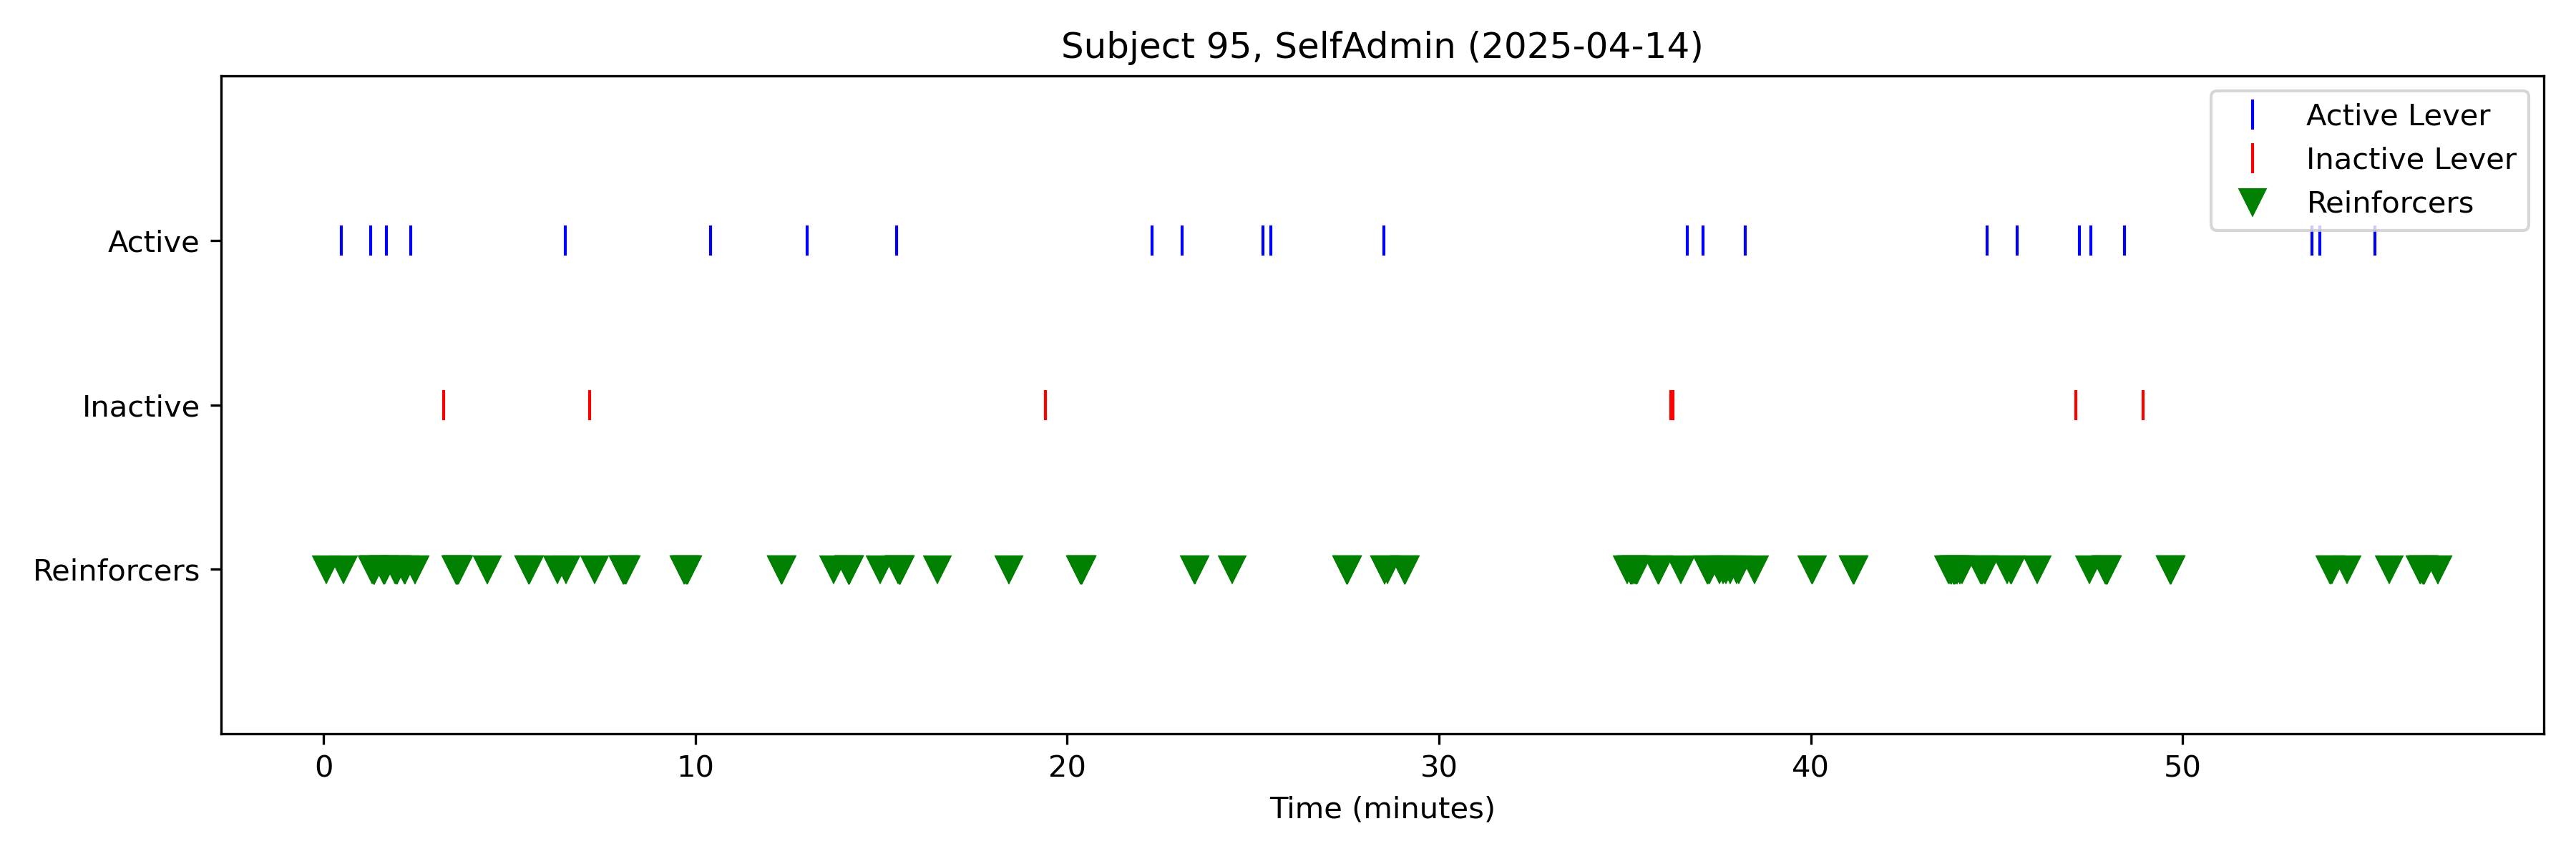 Subject 95, SelfAdmin (2025-04-14)
Active Lever
Inactive Lever
Reinforcers
Active
Inactive
Reinforcers
0 10 20 30 40 50
Time (minutes)